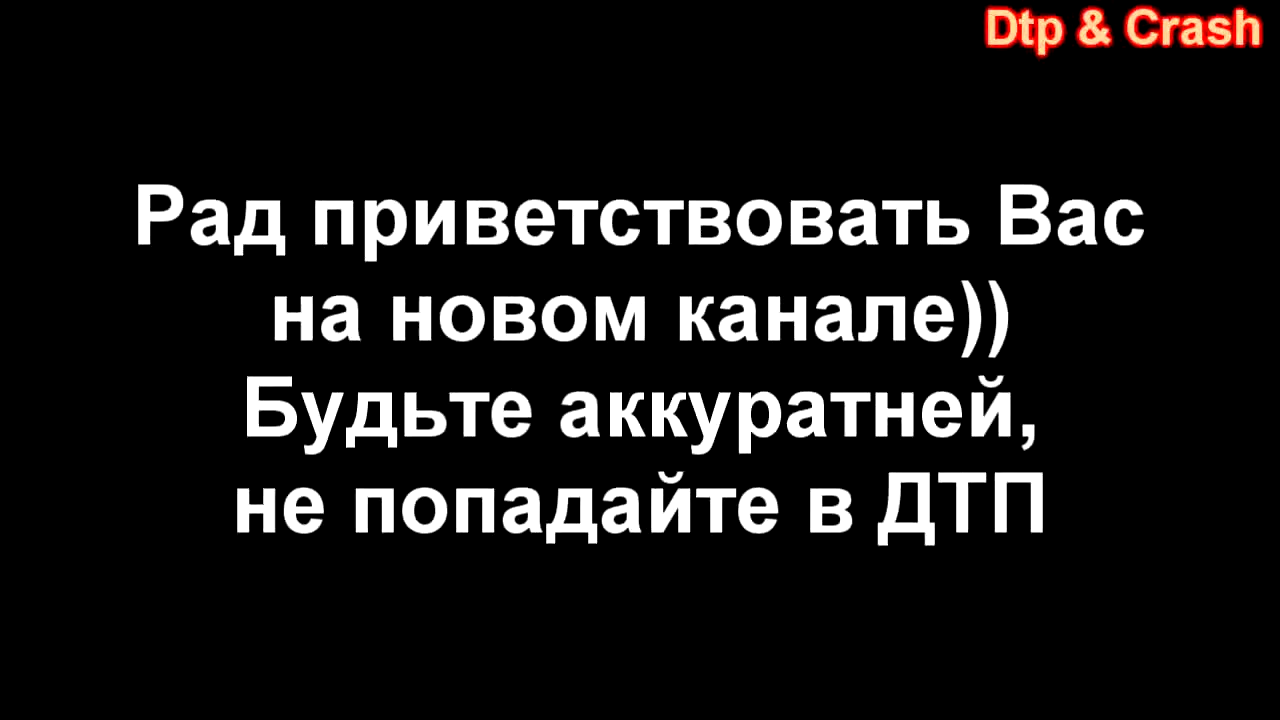 Dtp & Crash
Рад приветствовать Вас
на новом канале))
Будьте аккуратней,
не попадайте в ДТП